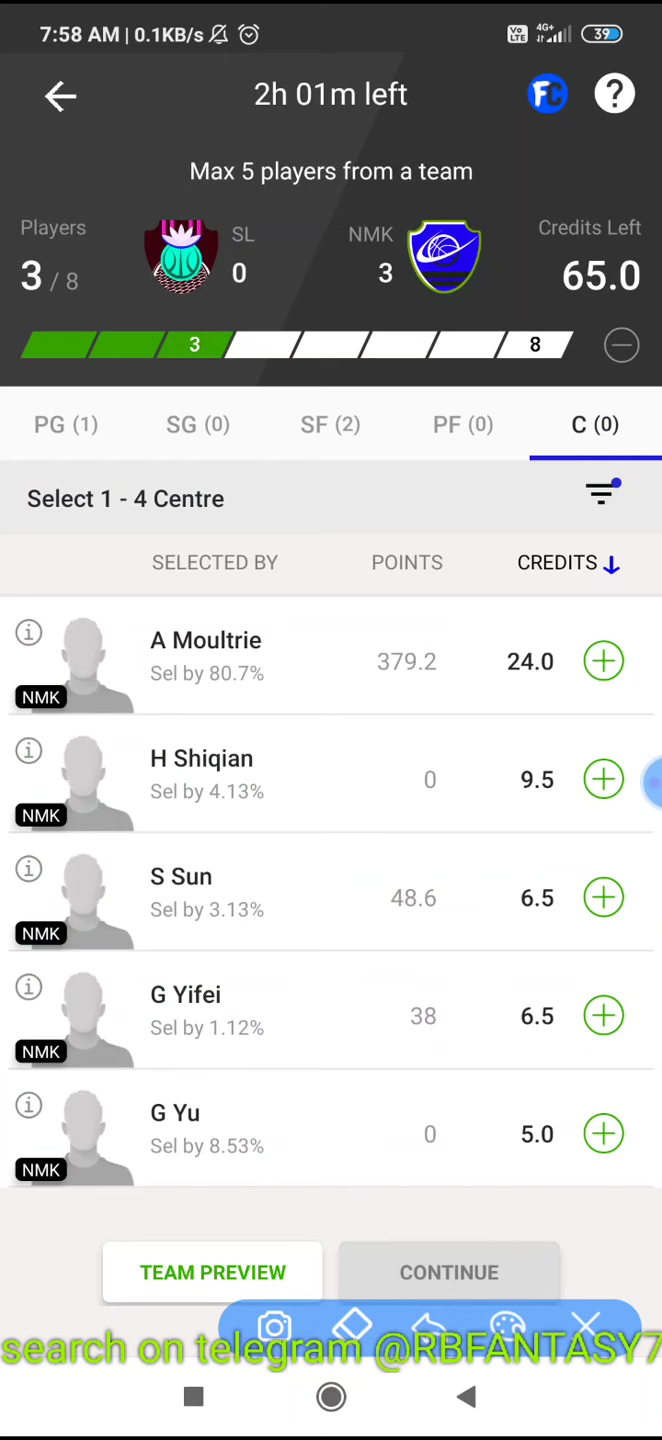 7:58 AM | 0.1KB/s Vo LTE 4G+ 39
2h 01m left FC ?
Max 5 players from a team
Players SL NMK Credits Left
3 / 8 0 3 65.0
3 8
PG (1) SG (0) SF (2) PF (0) C (0)
Select 1 - 4 Centre
SELECTED BY POINTS CREDITS
A Moultrie
Sel by 80.7% 379.2 24.0
NMK
H Shiqian
Sel by 4.13% 0 9.5
NMK
S Sun
Sel by 3.13% 48.6 6.5
NMK
G Yifei
Sel by 1.12% 38 6.5
NMK
G Yu
Sel by 8.53% 0 5.0
NMK
TEAM PREVIEW CONTINUE
search on telegram @RBFANTASY7